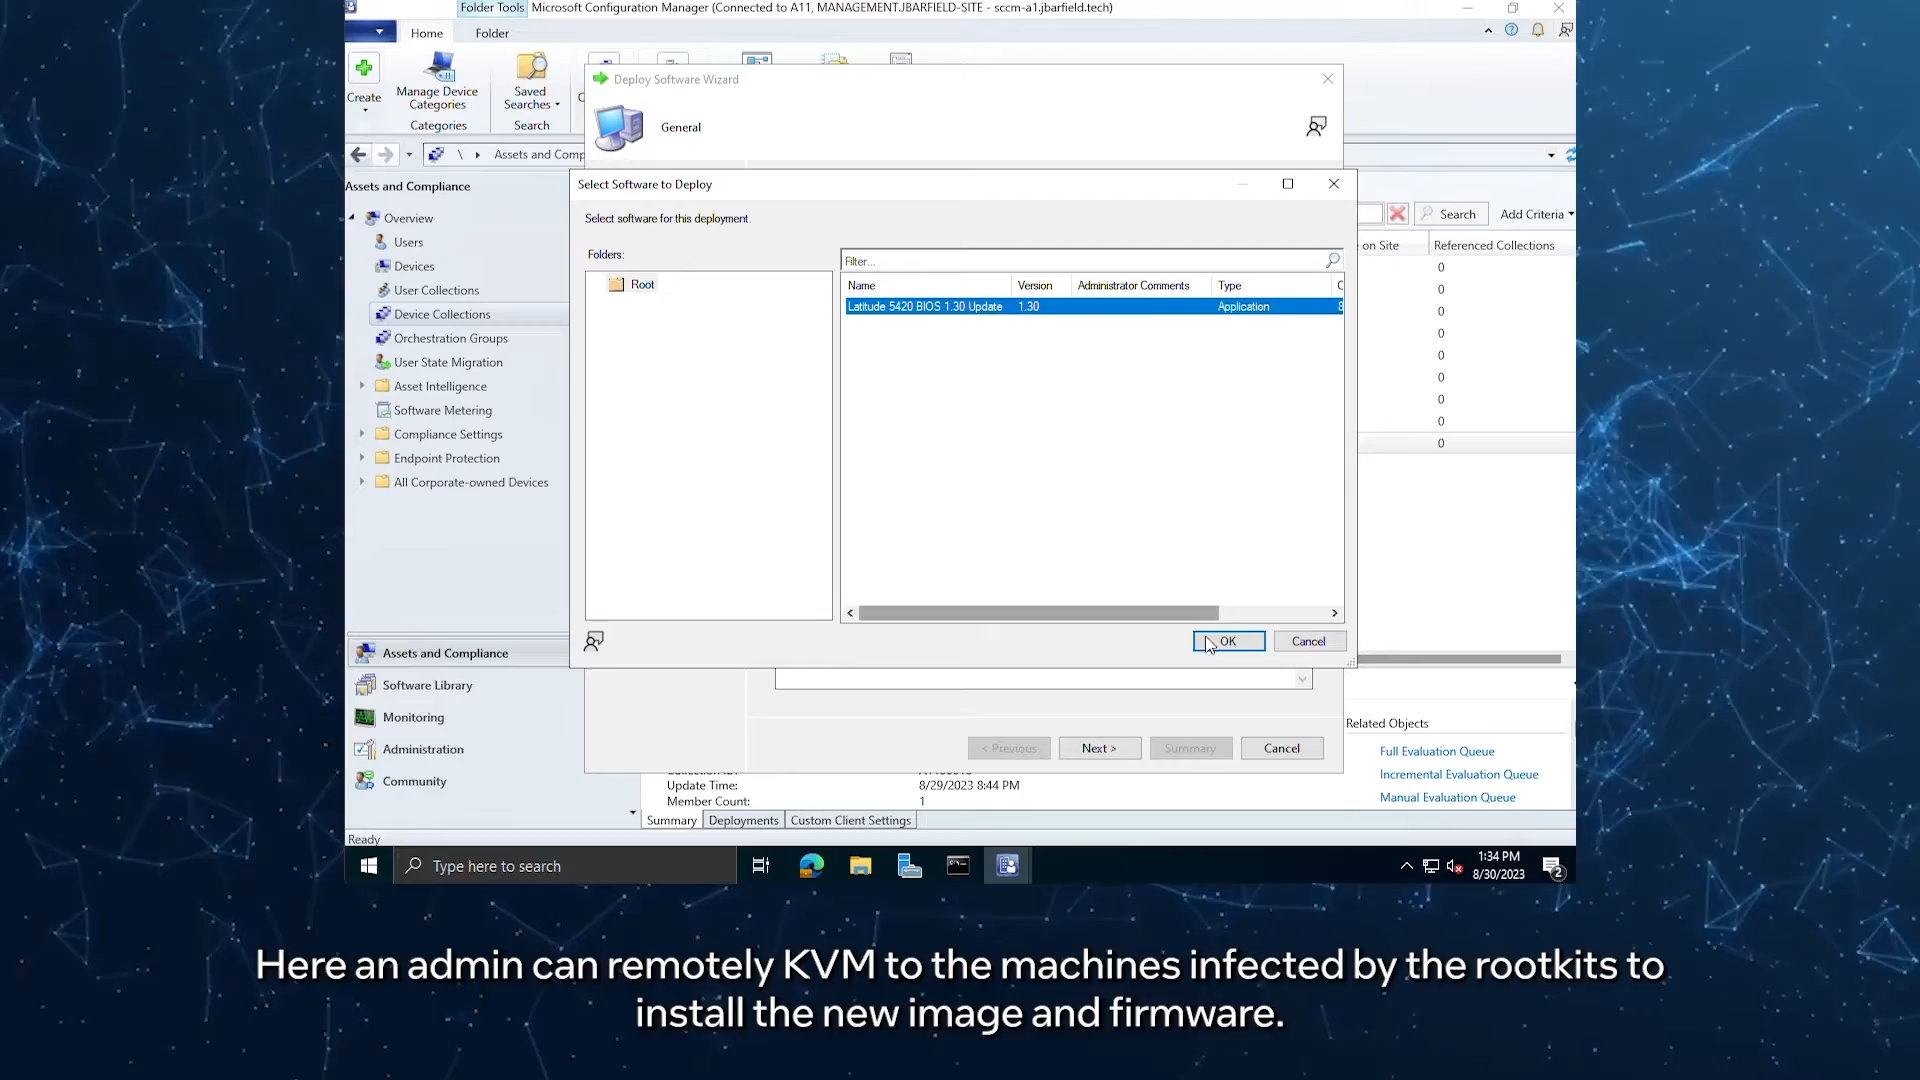 Folder Tools Microsoft Configuration Manager (Connected to A11, MANAGEMENT.JBARFIELD-SITE - sccm-a1.jbarfield.tech)
Home Folder
Create
Manage Device Categories
Saved Searches
Categories
Search
Deploy Software Wizard
General
\ Assets and Comp
Assets and Compliance
Overview
Users
Devices
User Collections
Device Collections
Orchestration Groups
User State Migration
Asset Intelligence
Software Metering
Compliance Settings
Endpoint Protection
All Corporate-owned Devices
Assets and Compliance
Software Library
Monitoring
Administration
Community
Ready
Select Software to Deploy
Select software for this deployment.
Folders:
Root
Filter...
Name Version Administrator Comments Type C
Latitude 5420 BIOS 1.30 Update 1.30 Application 8
OK Cancel
< Previous Next > Summary Cancel
Search Add Criteria
on Site Referenced Collections
0
0
0
0
0
0
0
0
0
Related Objects
Full Evaluation Queue
Incremental Evaluation Queue
Manual Evaluation Queue
Update Time: 8/29/2023 8:44 PM
Member Count: 1
Summary Deployments Custom Client Settings
Type here to search
1:34 PM
8/30/2023
2
Here an admin can remotely KVM to the machines infected by the rootkits to
install the new image and firmware.